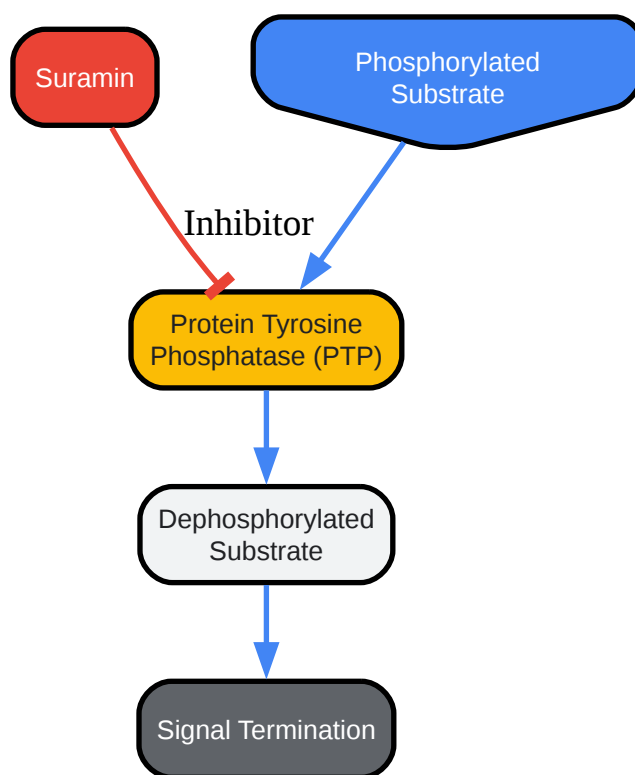 Suramin
Phosphorylated
Substrate
Inhibitor
Protein Tyrosine
Phosphatase (PTP)
Dephosphorylated
Substrate
Signal Termination